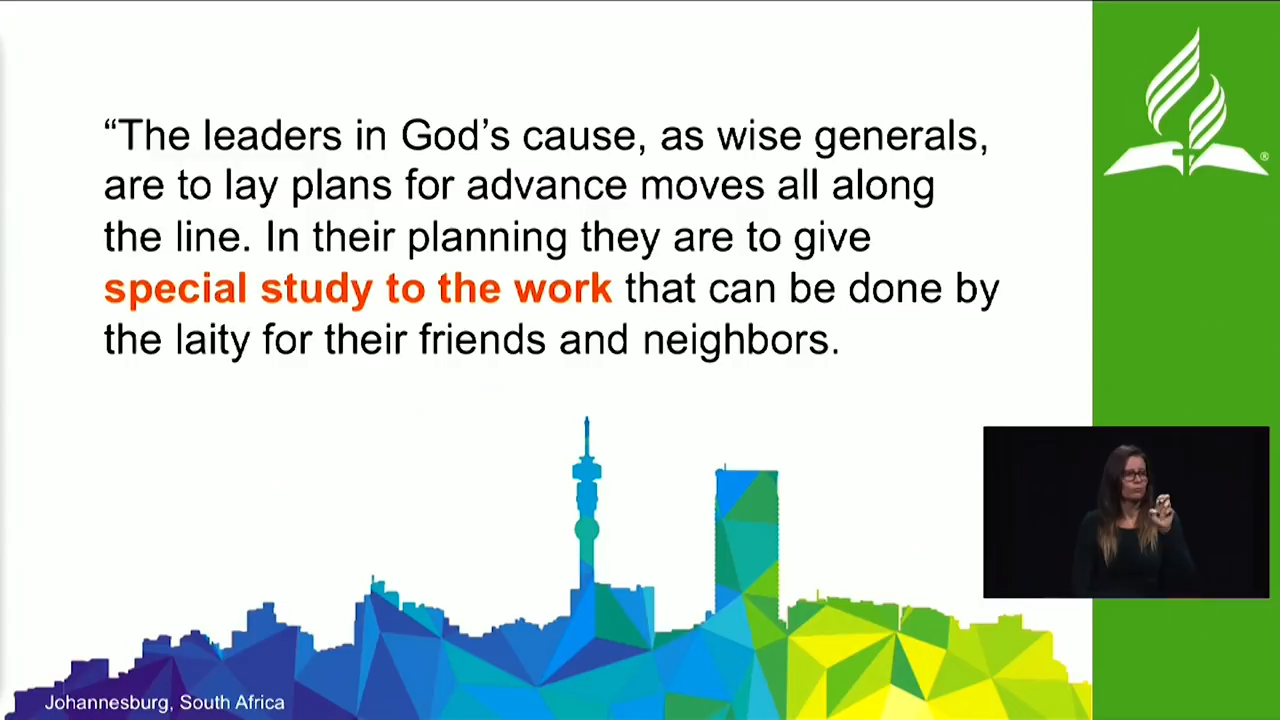 “The leaders in God’s cause, as wise generals,
are to lay plans for advance moves all along
the line. In their planning they are to give
special study to the work that can be done by
the laity for their friends and neighbors.
®
Johannesburg, South Africa